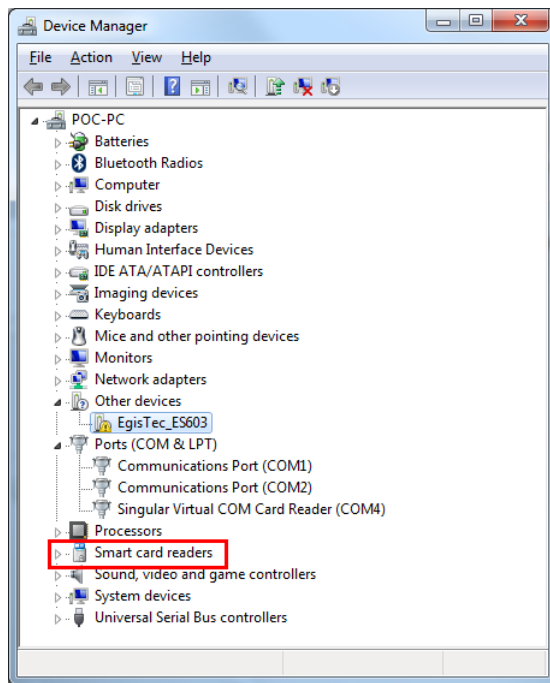 Device Manager
File Action View Help
POC-PC
Batteries
Bluetooth Radios
Computer
Disk drives
Display adapters
Human Interface Devices
IDE ATA/ATAPI controllers
Imaging devices
Keyboards
Mice and other pointing devices
Monitors
Network adapters
Other devices
EgisTec_ES603
Ports (COM & LPT)
Communications Port (COM1)
Communications Port (COM2)
Singular Virtual COM Card Reader (COM4)
Processors
Smart card readers
Sound, video and game controllers
System devices
Universal Serial Bus controllers